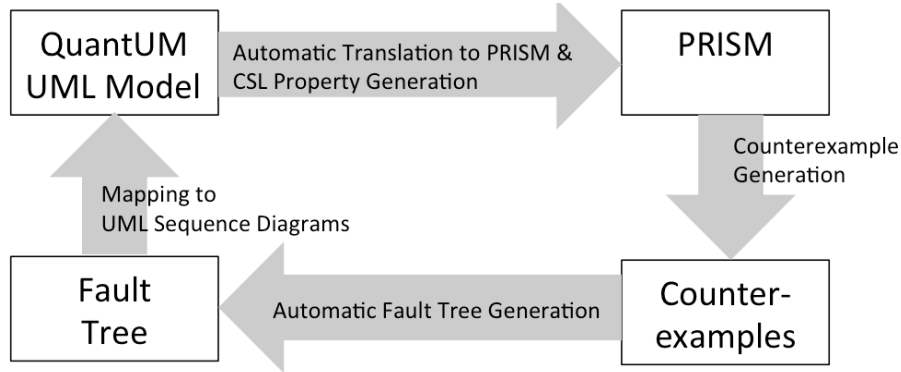 QuantUM
UML Model
Automatic Translation to PRISM &
CSL Property Generation
PRISM
Counterexample
Generation
Mapping to
UML Sequence Diagrams
Fault
Tree
Automatic Fault Tree Generation
Counter-
examples